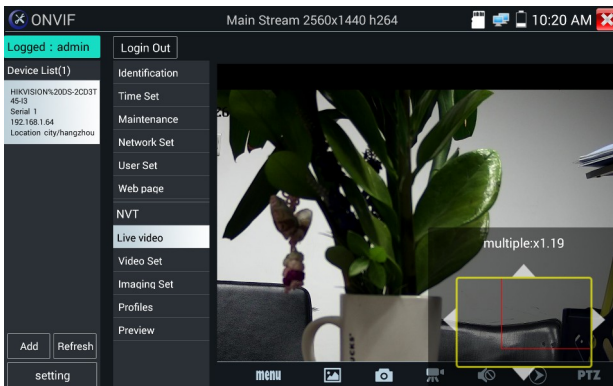 ONVIF
Main Stream 2560x1440 h264
10:20 AM
Logged : admin
Login Out
Device List(1)
HIKVISION%20DS-2CD3T
45-I3
Serial 1
192.168.1.64
Location city/hangzhou
Identification
Time Set
Maintenance
Network Set
User Set
Web page
NVT
Live video
Video Set
Imaging Set
Profiles
Preview
multiple:x1.19
Add
Refresh
setting
menu
PTZ